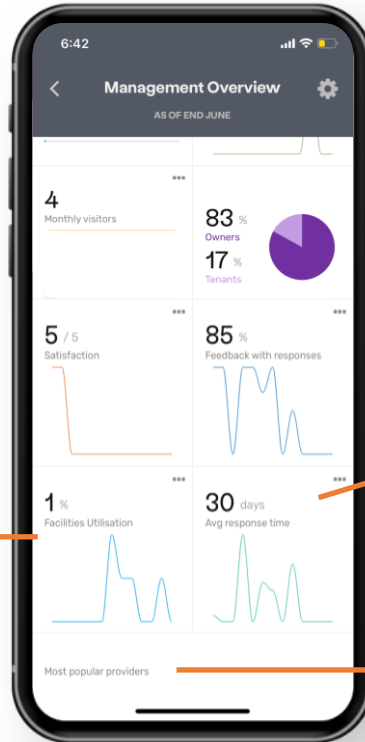 6:42
Management Overview
AS OF END JUNE
4
Monthly visitors
83 %
Owners
17 %
Tenants
5 / 5
Satisfaction
85 %
Feedback with responses
1 %
Facilities Utilisation
30 days
Avg response time
Most popular providers